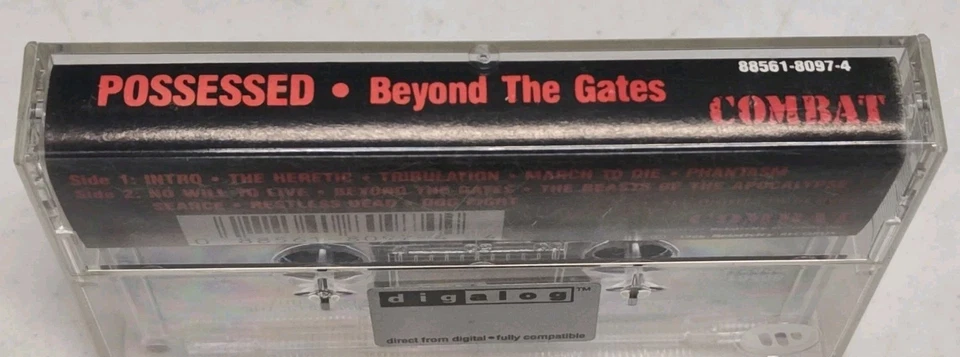 88561-8097-4
POSSESSED • Beyond The Gates
COMBAT
Side 1: INTRO • THE HERETIC • TRIBULATION • MARCH TO DIE • PHANTASM
Side 2: NO WILL TO LIVE • BEYOND THE GATES • THE BEASTS OF THE APOCALYPSE
SEANCE • RESTLESS DEAD • DOG FIGHT
COMBAT
digalog™
direct from digital • fully compatible